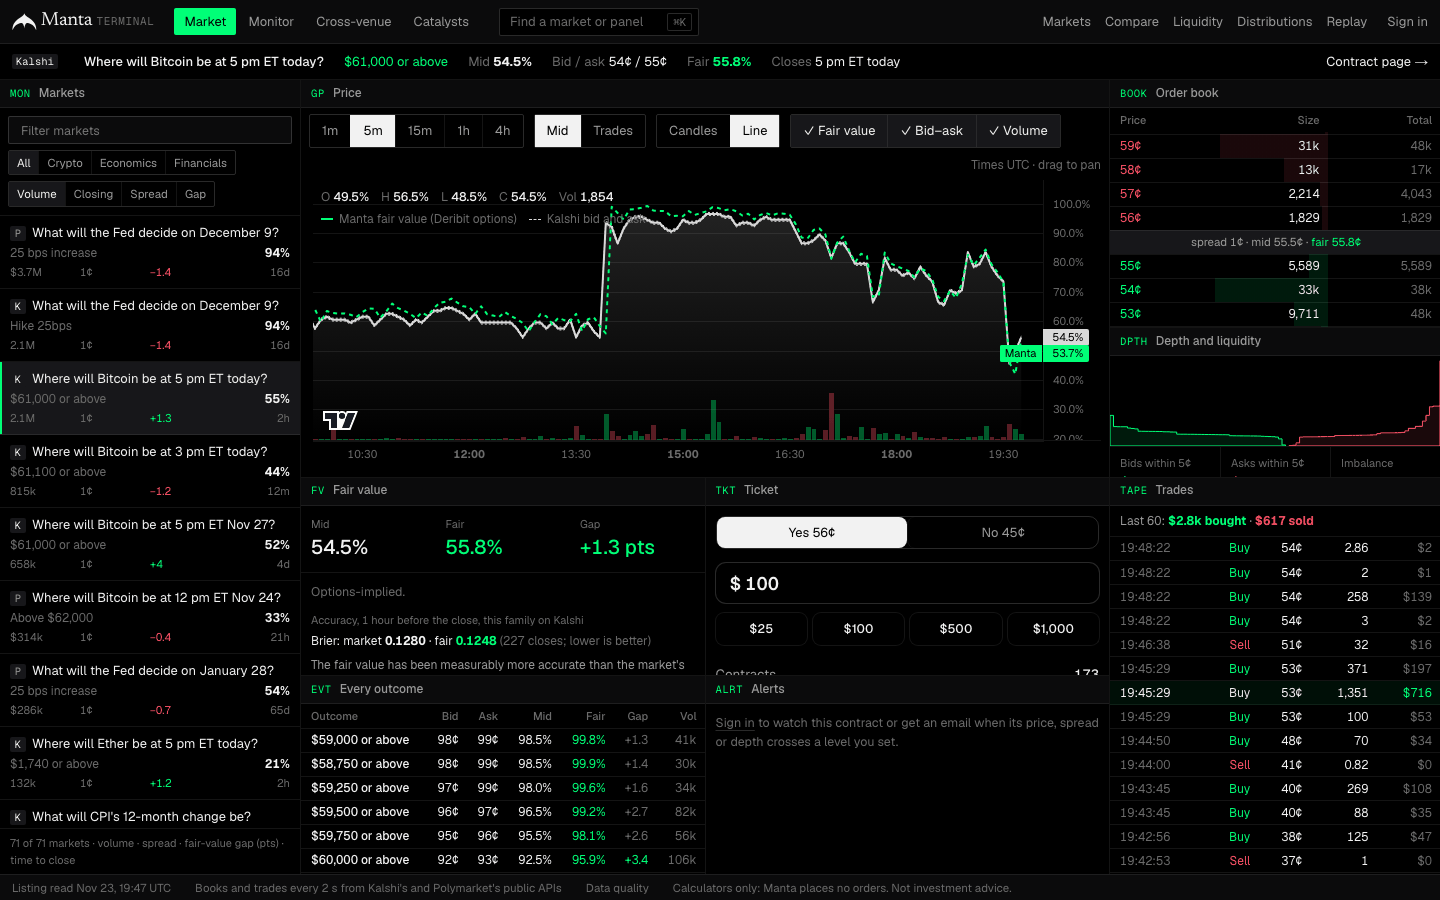 Manta TERMINAL Market Monitor Cross-venue Catalysts Find a market or panel ⌘K Markets Compare Liquidity Distributions Replay Sign in
Kalshi Where will Bitcoin be at 5 pm ET today? $61,000 or above Mid 54.5% Bid / ask 54¢ / 55¢ Fair 55.8% Closes 5 pm ET today Contract page →
MON Markets
Filter markets
All Crypto Economics Financials
Volume Closing Spread Gap
P What will the Fed decide on December 9?
25 bps increase 94%
$3.7M 1¢ −1.4 16d
K What will the Fed decide on December 9?
Hike 25bps 94%
2.1M 1¢ −1.4 16d
K Where will Bitcoin be at 5 pm ET today?
$61,000 or above 55%
2.1M 1¢ +1.3 2h
K Where will Bitcoin be at 3 pm ET today?
$61,100 or above 44%
815k 1¢ −1.2 12m
K Where will Bitcoin be at 5 pm ET Nov 27?
$61,000 or above 52%
658k 1¢ +4 4d
P Where will Bitcoin be at 12 pm ET Nov 24?
Above $62,000 33%
$314k 1¢ −0.4 21h
P What will the Fed decide on January 28?
25 bps increase 54%
$286k 1¢ −0.7 65d
K Where will Ether be at 5 pm ET today?
$1,740 or above 21%
132k 1¢ +1.2 2h
K What will CPI's 12-month change be?
71 of 71 markets · volume · spread · fair-value gap (pts) ·
time to close
GP Price
1m 5m 15m 1h 4h Mid Trades Candles Line ✓ Fair value ✓ Bid–ask ✓ Volume
Times UTC · drag to pan
O 49.5% H 56.5% L 48.5% C 54.5% Vol 1,854
Manta fair value (Deribit options) Kalshi bid and ask
100.0%
90.0%
80.0%
70.0%
60.0%
54.5%
Manta 53.7%
40.0%
30.0%
20.0%
10:30 12:00 13:30 15:00 16:30 18:00 19:30
FV Fair value
Mid Fair Gap
54.5% 55.8% +1.3 pts
Options-implied.
Accuracy, 1 hour before the close, this family on Kalshi
Brier: market 0.1280 · fair 0.1248 (227 closes; lower is better)
The fair value has been measurably more accurate than the market's
TKT Ticket
Yes 56¢ No 45¢
$ 100
$25 $100 $500 $1,000
Contracts 173
EVT Every outcome
Outcome Bid Ask Mid Fair Gap Vol
$59,000 or above 98¢ 99¢ 98.5% 99.8% +1.3 41k
$58,750 or above 98¢ 99¢ 98.5% 99.9% +1.4 30k
$59,250 or above 97¢ 99¢ 98.0% 99.6% +1.6 34k
$59,500 or above 96¢ 97¢ 96.5% 99.2% +2.7 82k
$59,750 or above 95¢ 96¢ 95.5% 98.1% +2.6 56k
$60,000 or above 92¢ 93¢ 92.5% 95.9% +3.4 106k
ALRT Alerts
Sign in to watch this contract or get an email when its price, spread
or depth crosses a level you set.
BOOK Order book
Price Size Total
59¢ 31k 48k
58¢ 13k 17k
57¢ 2,214 4,043
56¢ 1,829 1,829
spread 1¢ · mid 55.5¢ · fair 55.8¢
55¢ 5,589 5,589
54¢ 33k 38k
53¢ 9,711 48k
DPTH Depth and liquidity
Bids within 5¢ Asks within 5¢ Imbalance
TAPE Trades
Last 60: $2.8k bought · $617 sold
19:48:22 Buy 54¢ 2.86 $2
19:48:22 Buy 54¢ 2 $1
19:48:22 Buy 54¢ 258 $139
19:48:22 Buy 54¢ 3 $2
19:46:38 Sell 51¢ 32 $16
19:45:29 Buy 53¢ 371 $197
19:45:29 Buy 53¢ 1,351 $716
19:45:29 Buy 53¢ 100 $53
19:44:50 Buy 48¢ 70 $34
19:44:00 Sell 41¢ 0.82 $0
19:43:45 Buy 40¢ 269 $108
19:43:45 Buy 40¢ 88 $35
19:42:56 Buy 38¢ 125 $47
19:42:53 Sell 37¢ 1 $0
Listing read Nov 23, 19:47 UTC Books and trades every 2 s from Kalshi's and Polymarket's public APIs Data quality Calculators only: Manta places no orders. Not investment advice.